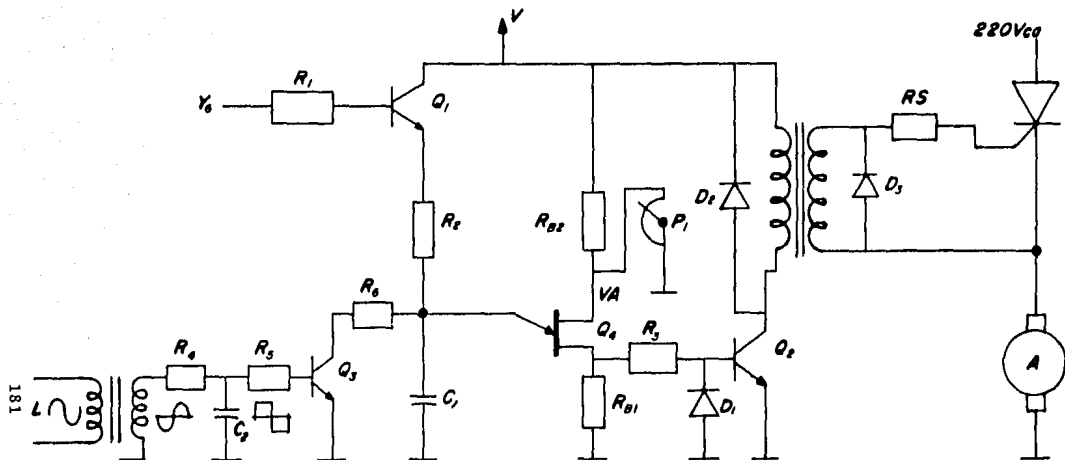 V
220Vca
R1
Y6
Q1
RS
D2
D3
R2
RB2
P1
VA
R6
Q4
R3
Q2
R4
R5
Q3
A
181
L
C2
C1
RB1
D1